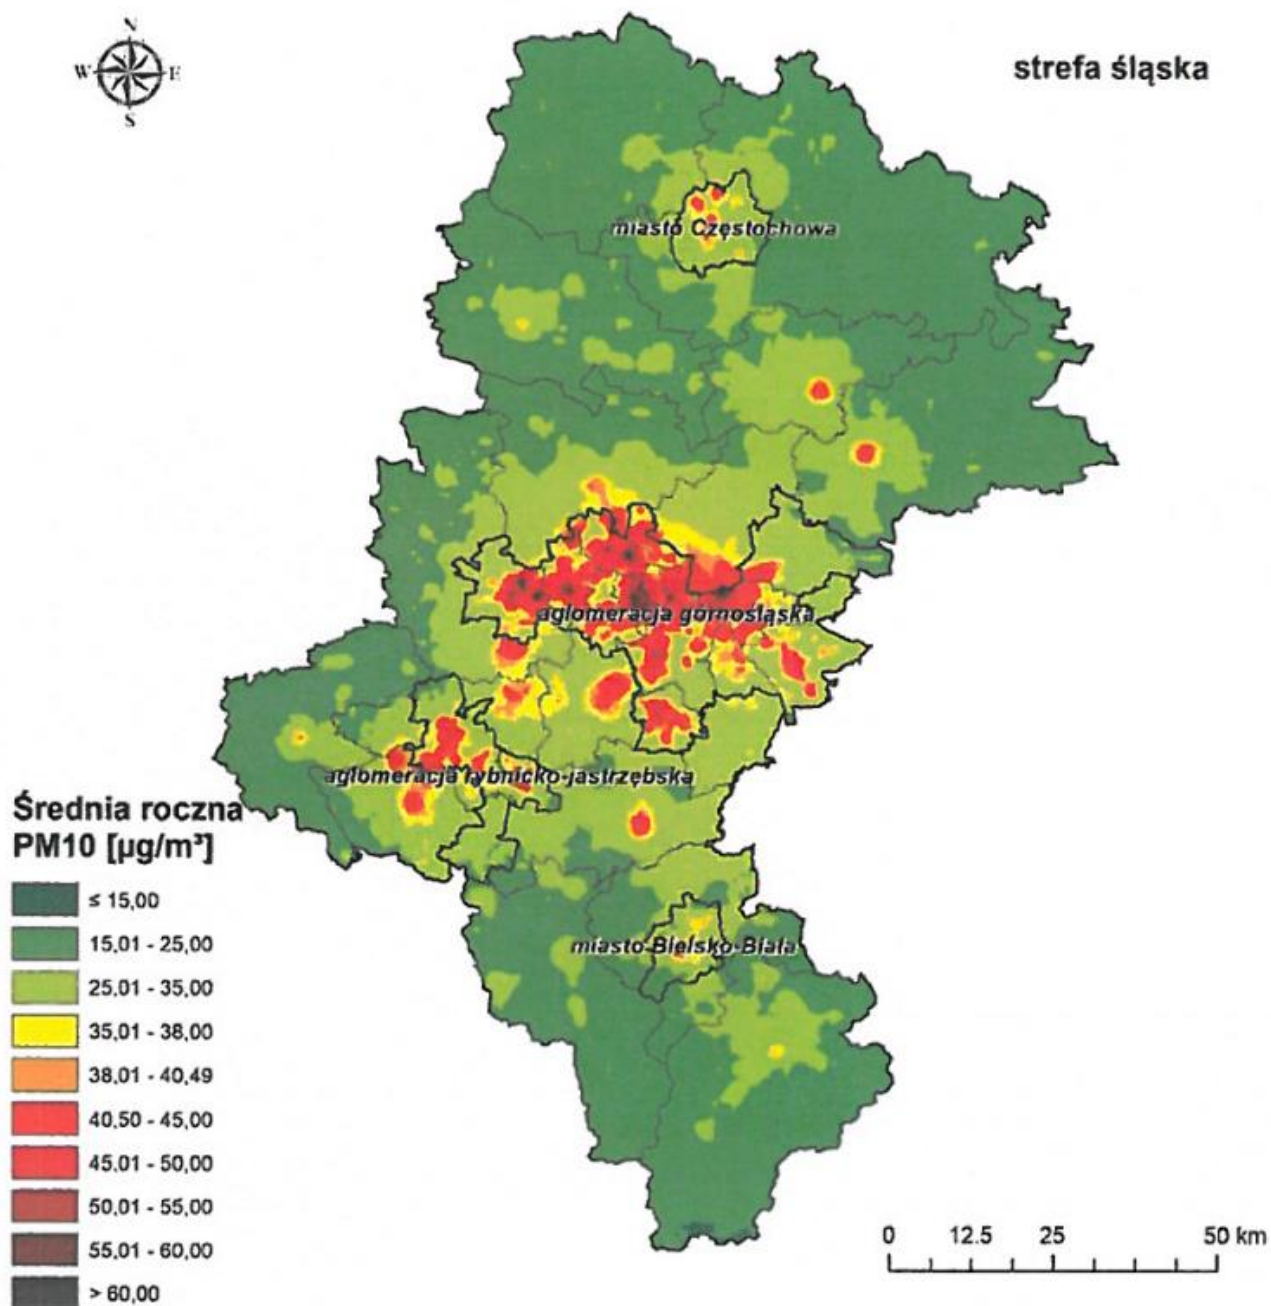 N
W E
S
strefa śląska
miasto Częstochowa
aglomeracja górnośląska
aglomeracja rybnicko-jastrzębska
miasto Bielsko-Biała
Średnia roczna
PM10 [µg/m³]
≤ 15,00
15,01 - 25,00
25,01 - 35,00
35,01 - 38,00
38,01 - 40,49
40,50 - 45,00
45,01 - 50,00
50,01 - 55,00
55,01 - 60,00
> 60,00
0 12.5 25 50 km